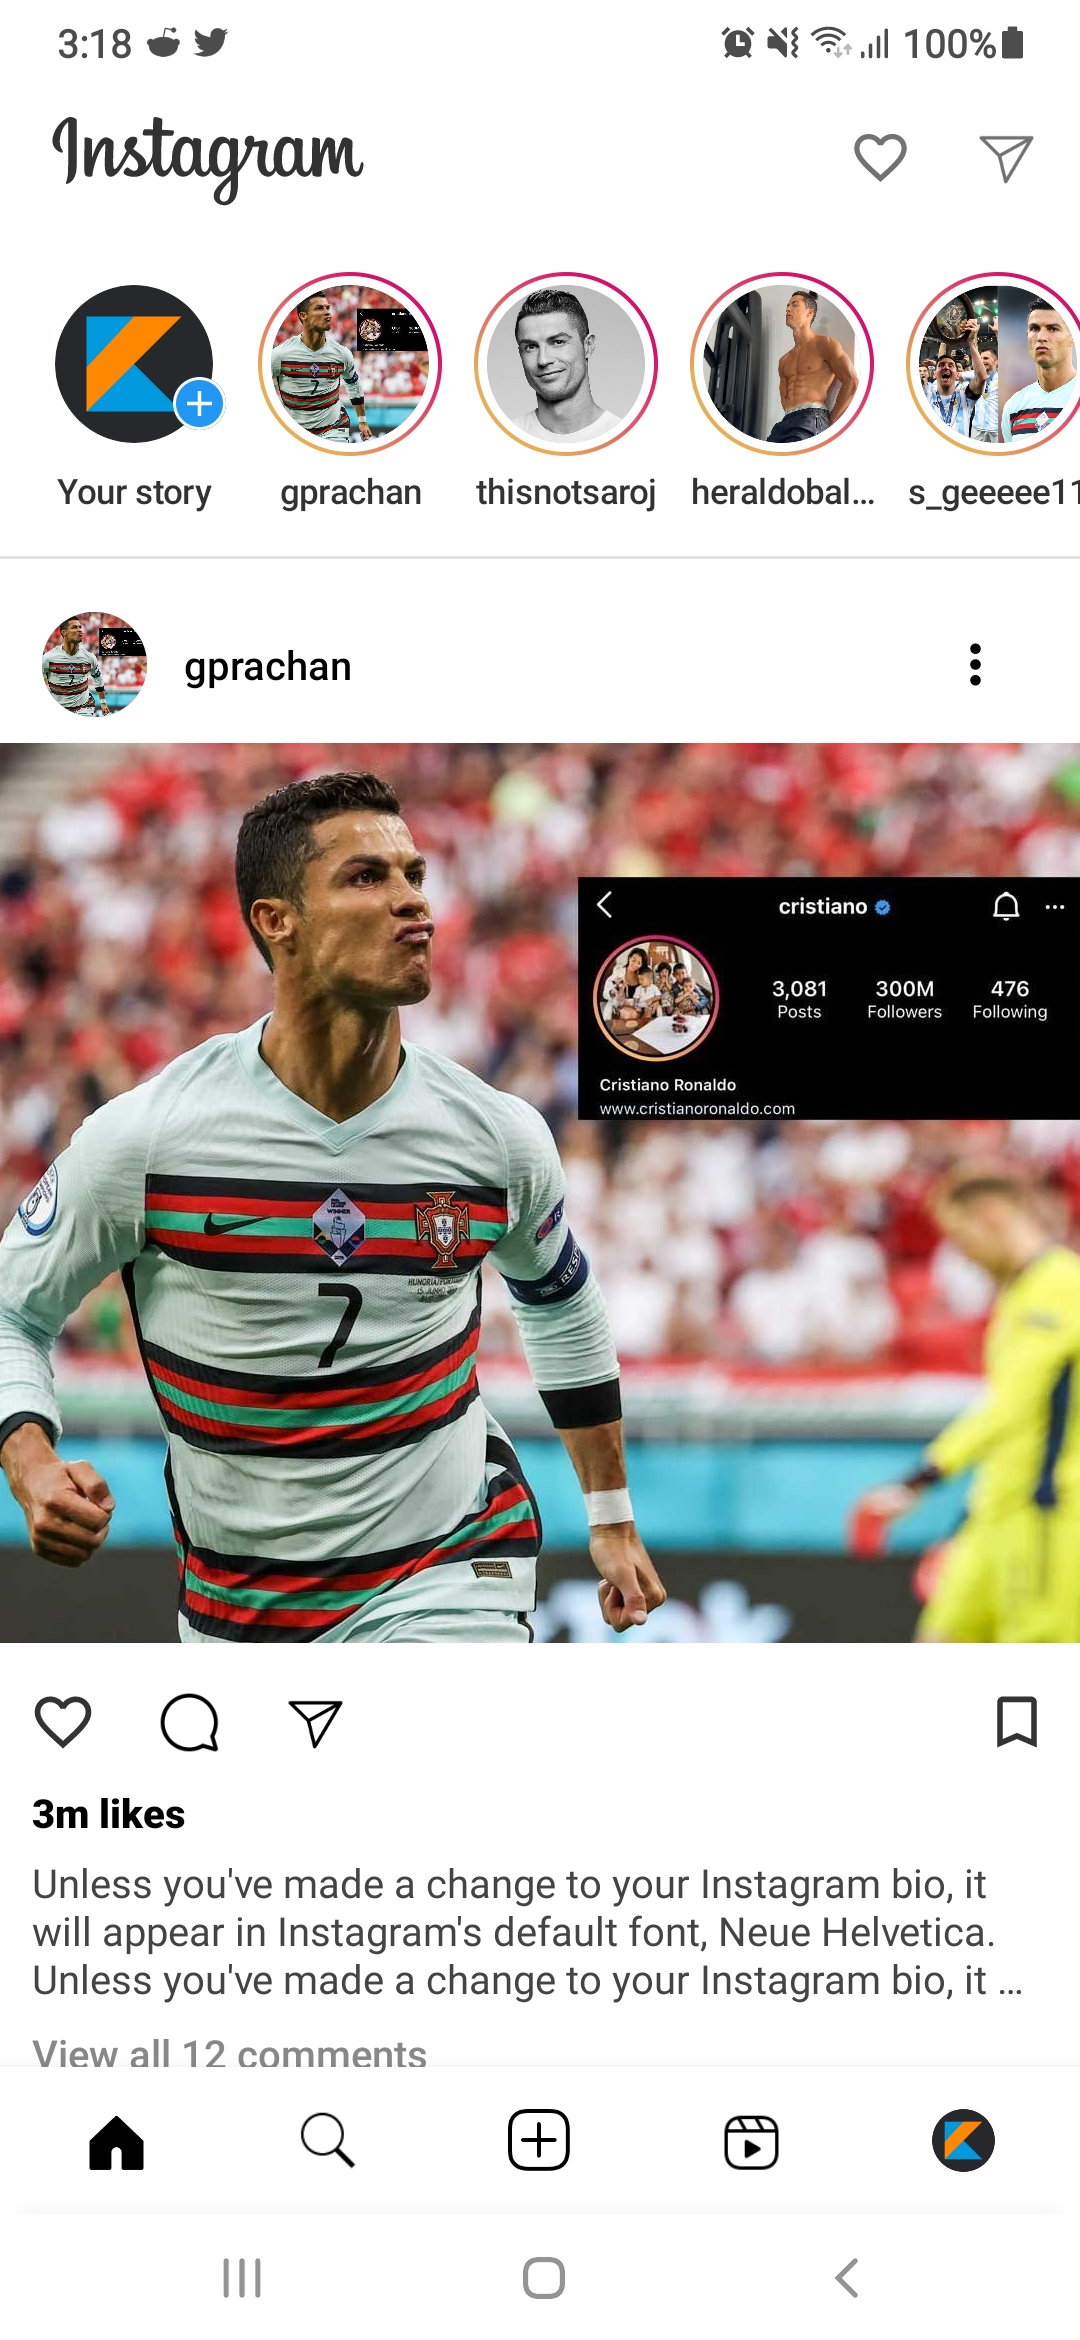 3:18
100%
Instagram
Your story
gprachan
thisnotsaroj
heraldobal...
s_geeeee11
gprachan
cristiano
3,081
300M
476
Posts
Followers
Following
Cristiano Ronaldo
www.cristianoronaldo.com
WINNER
7
3m likes
Unless you've made a change to your Instagram bio, it
will appear in Instagram's default font, Neue Helvetica.
Unless you've made a change to your Instagram bio, it ...
View all 12 comments